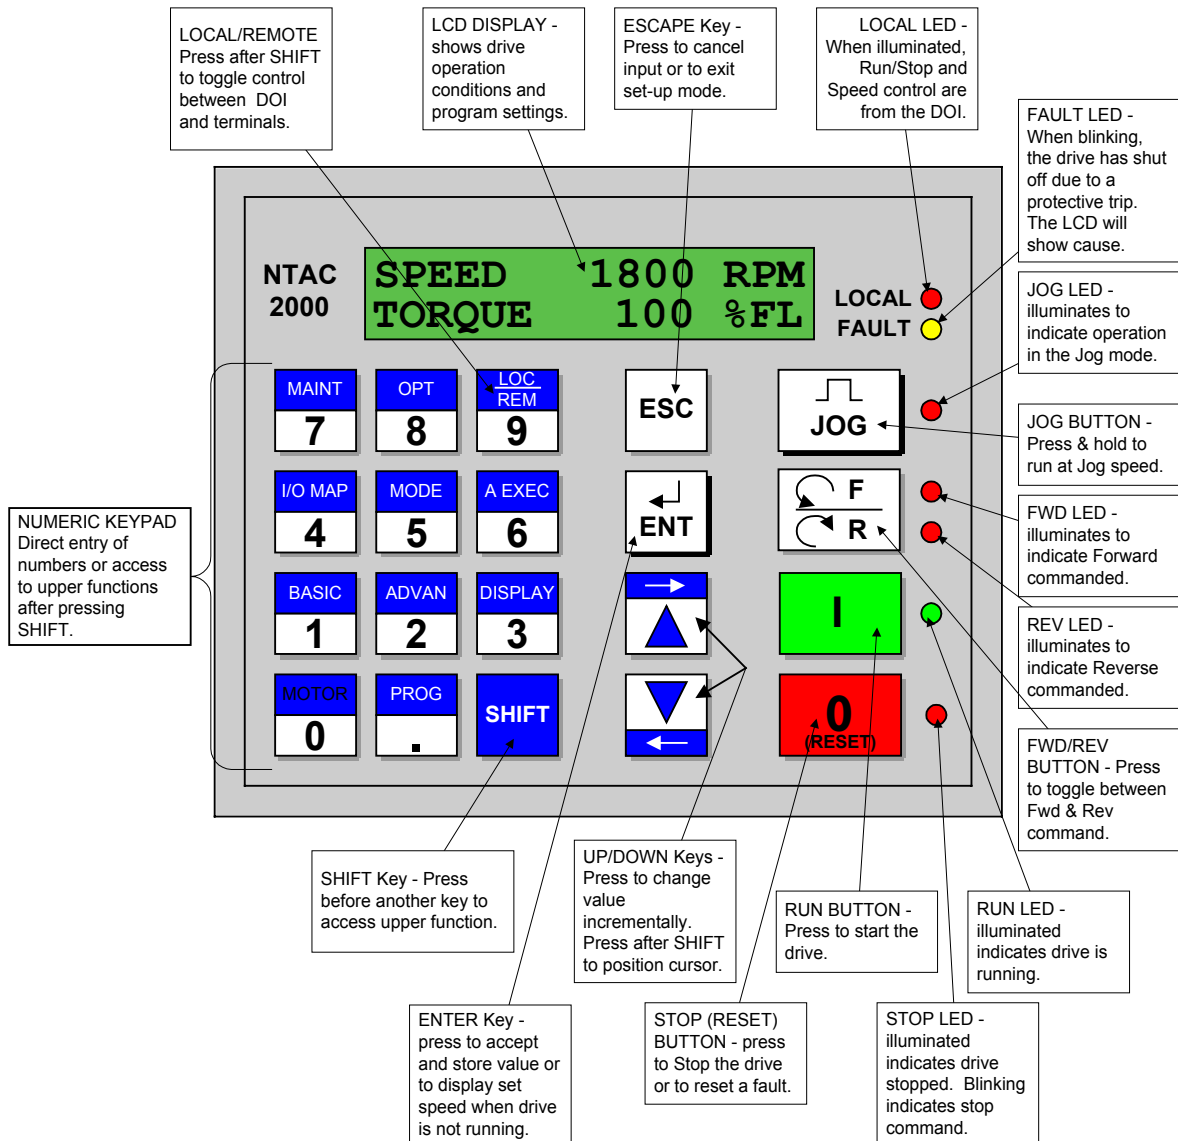 LOCAL/REMOTE
Press after SHIFT
to toggle control
between DOI
and terminals.
LCD DISPLAY -
shows drive
operation
conditions and
program settings.
ESCAPE Key -
Press to cancel
input or to exit
set-up mode.
LOCAL LED -
When illuminated,
Run/Stop and
Speed control are
from the DOI.
FAULT LED -
When blinking,
the drive has shut
off due to a
protective trip.
The LCD will
show cause.
NTAC
2000
SPEED 1800 RPM
TORQUE 100 %FL
LOCAL
FAULT
JOG LED -
illuminates to
indicate operation
in the Jog mode.
MAINT
7
OPT
8
LOC
REM
9
ESC
JOG
JOG BUTTON -
Press & hold to
run at Jog speed.
I/O MAP
4
MODE
5
A EXEC
6
ENT
F
R
FWD LED -
illuminates to
indicate Forward
commanded.
NUMERIC KEYPAD
Direct entry of
numbers or access
to upper functions
after pressing
SHIFT.
BASIC
1
ADVAN
2
DISPLAY
3
I
REV LED -
illuminates to
indicate Reverse
commanded.
MOTOR
0
PROG
.
SHIFT
0
(RESET)
FWD/REV
BUTTON - Press
to toggle between
Fwd & Rev
command.
SHIFT Key - Press
before another key to
access upper function.
UP/DOWN Keys -
Press to change
value
incrementally.
Press after SHIFT
to position cursor.
RUN BUTTON -
Press to start the
drive.
RUN LED -
illuminated
indicates drive is
running.
ENTER Key -
press to accept
and store value or
to display set
speed when drive
is not running.
STOP (RESET)
BUTTON - press
to Stop the drive
or to reset a fault.
STOP LED -
illuminated
indicates drive
stopped. Blinking
indicates stop
command.